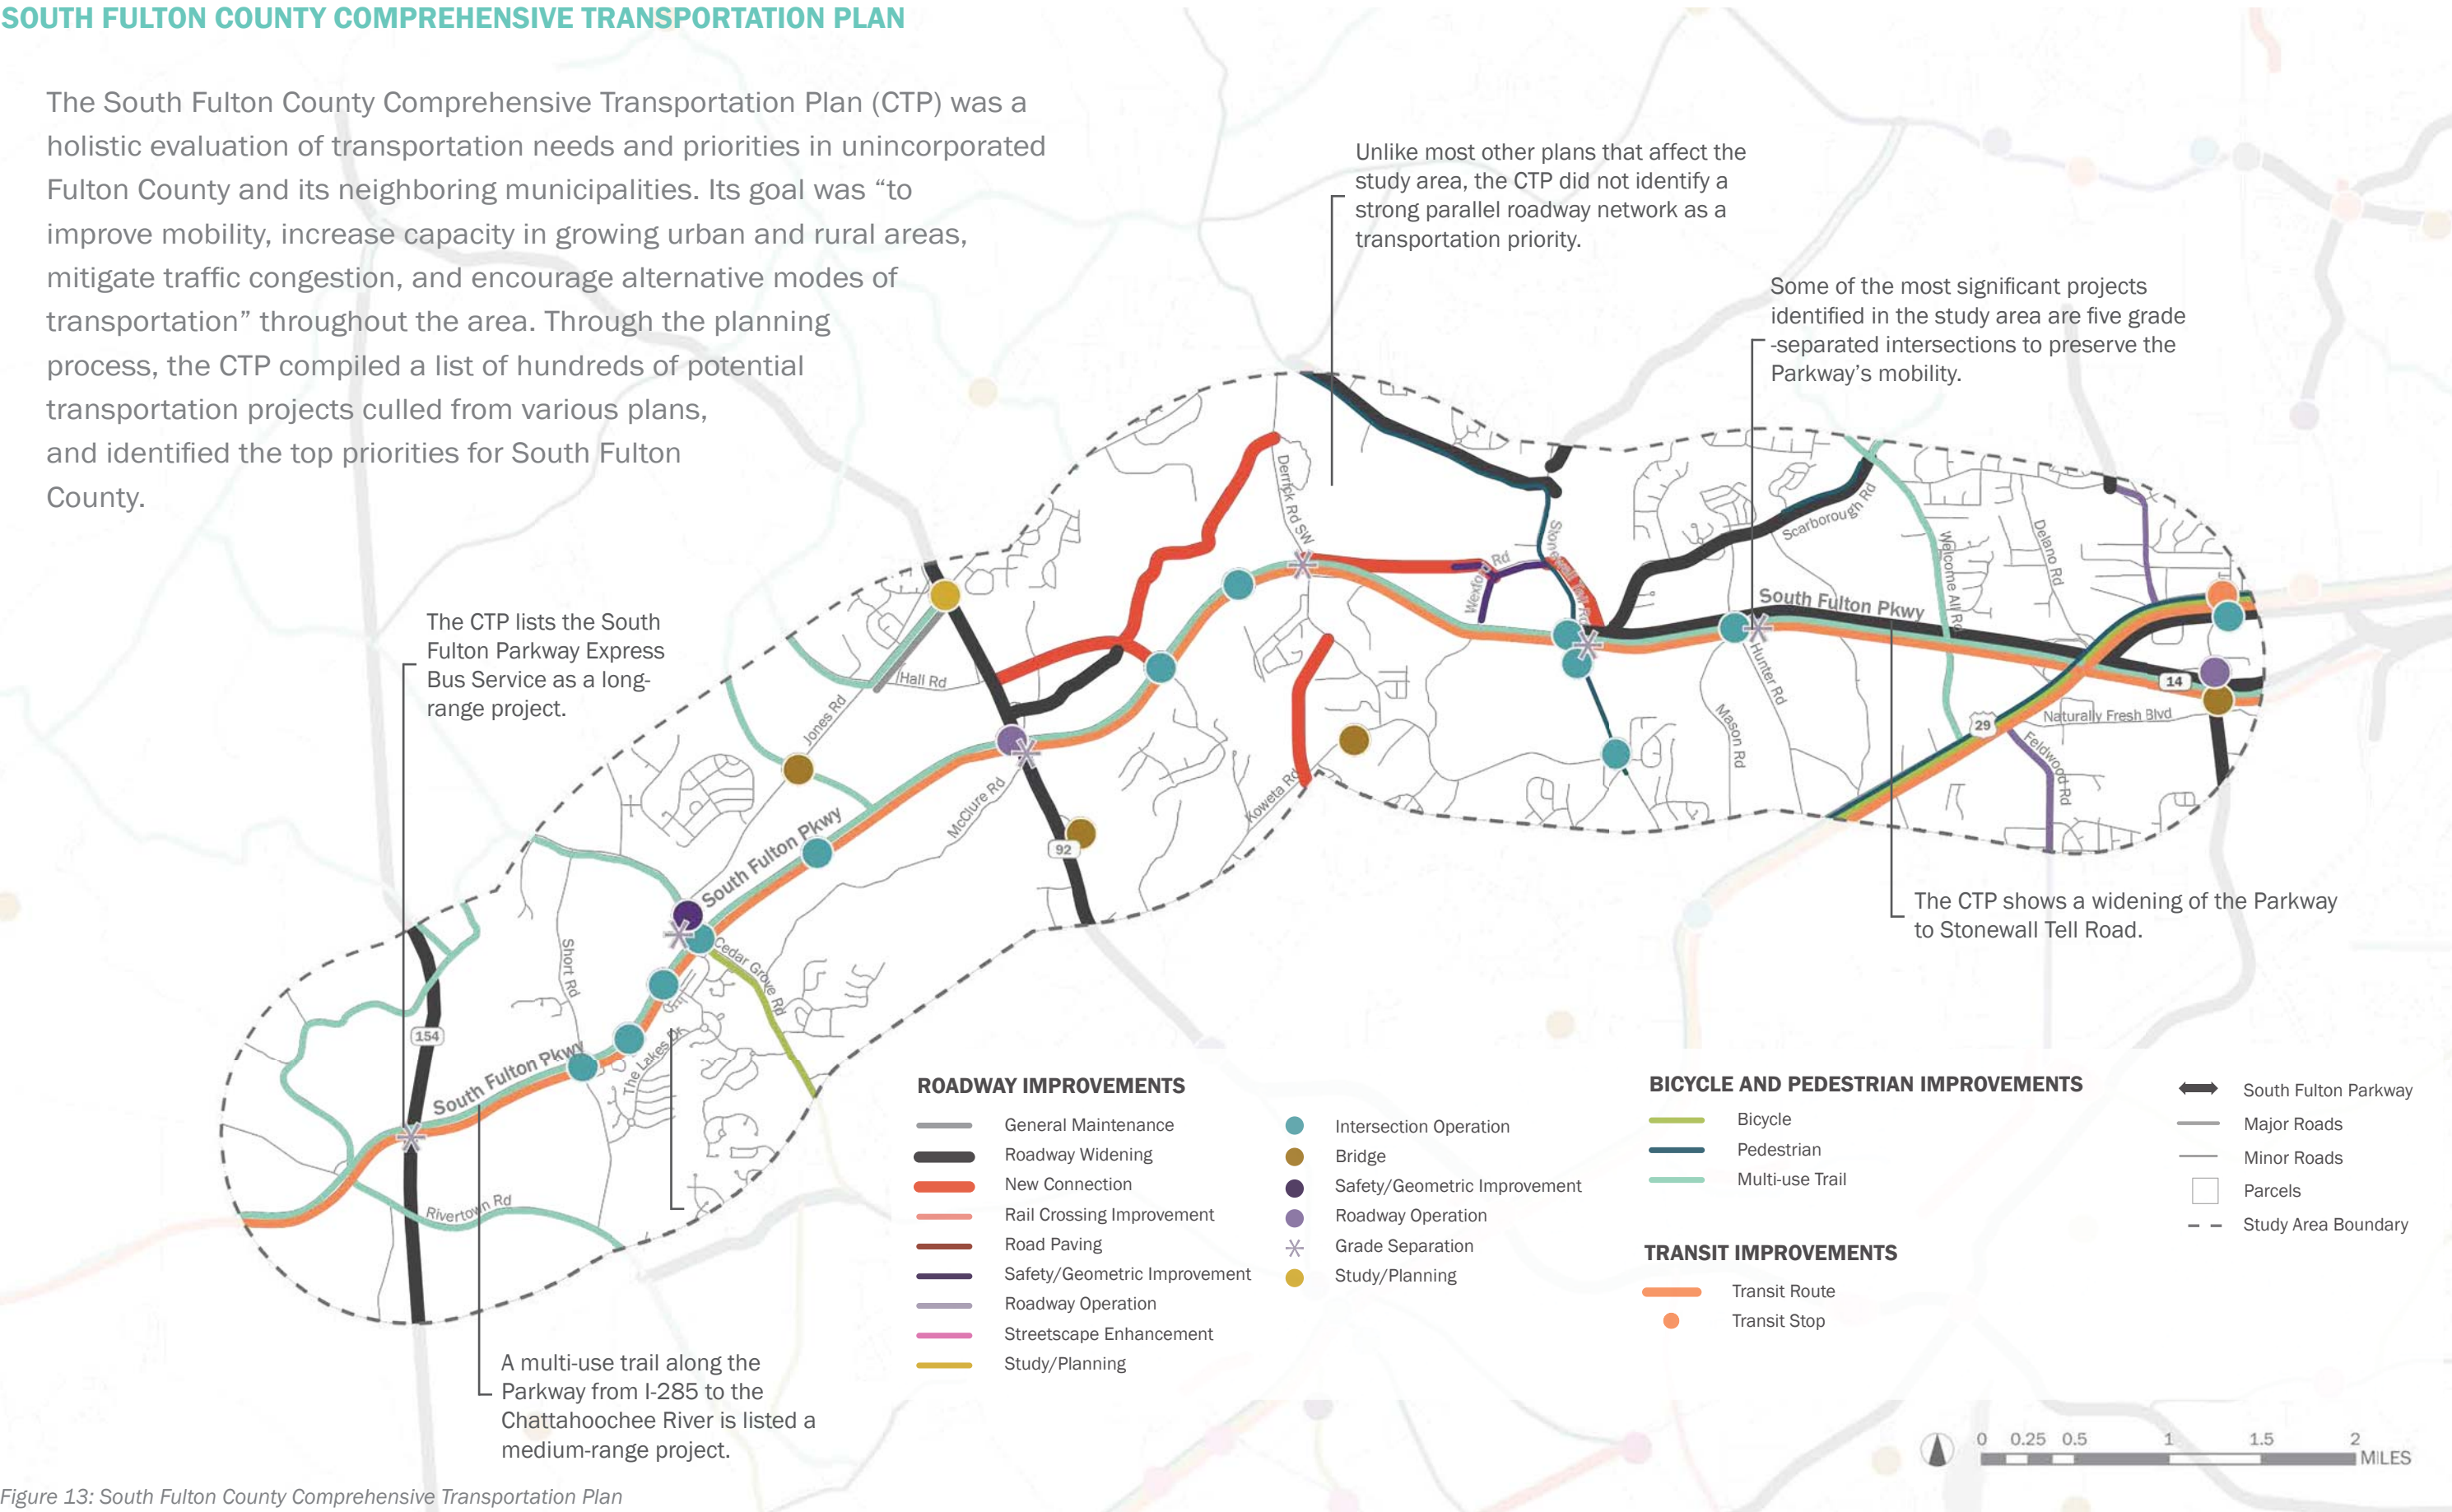 SOUTH FULTON COUNTY COMPREHENSIVE TRANSPORTATION PLAN
The South Fulton County Comprehensive Transportation Plan (CTP) was a
holistic evaluation of transportation needs and priorities in unincorporated
Fulton County and its neighboring municipalities. Its goal was “to
improve mobility, increase capacity in growing urban and rural areas,
mitigate traffic congestion, and encourage alternative modes of
transportation” throughout the area. Through the planning
process, the CTP compiled a list of hundreds of potential
transportation projects culled from various plans,
and identified the top priorities for South Fulton
County.
Unlike most other plans that affect the
study area, the CTP did not identify a
strong parallel roadway network as a
transportation priority.
Some of the most significant projects
identified in the study area are five grade
-separated intersections to preserve the
Parkway’s mobility.
The CTP lists the South
Fulton Parkway Express
Bus Service as a long-
range project.
Derrick Rd SW
Scarborough Rd
Stonewall Tell Rd
Wexford Rd
Welcome All Rd
Delano Rd
South Fulton Pkwy
Hall Rd
Jones Rd
Hunter Rd
Mason Rd
14
29
Naturally Fresh Blvd
Feldwood Rd
McClure Rd
Koweta Rd
92
South Fulton Pkwy
Cedar Grove Rd
Short Rd
The Lakes Dr
154
South Fulton Pkwy
Rivertown Rd
The CTP shows a widening of the Parkway
to Stonewall Tell Road.
A multi-use trail along the
Parkway from I-285 to the
Chattahoochee River is listed a
medium-range project.
ROADWAY IMPROVEMENTS
General Maintenance
Roadway Widening
New Connection
Rail Crossing Improvement
Road Paving
Safety/Geometric Improvement
Roadway Operation
Streetscape Enhancement
Study/Planning
Intersection Operation
Bridge
Safety/Geometric Improvement
Roadway Operation
Grade Separation
Study/Planning
BICYCLE AND PEDESTRIAN IMPROVEMENTS
Bicycle
Pedestrian
Multi-use Trail
TRANSIT IMPROVEMENTS
Transit Route
Transit Stop
South Fulton Parkway
Major Roads
Minor Roads
Parcels
Study Area Boundary
0 0.25 0.5 1 1.5 2
MILES
Figure 13: South Fulton County Comprehensive Transportation Plan